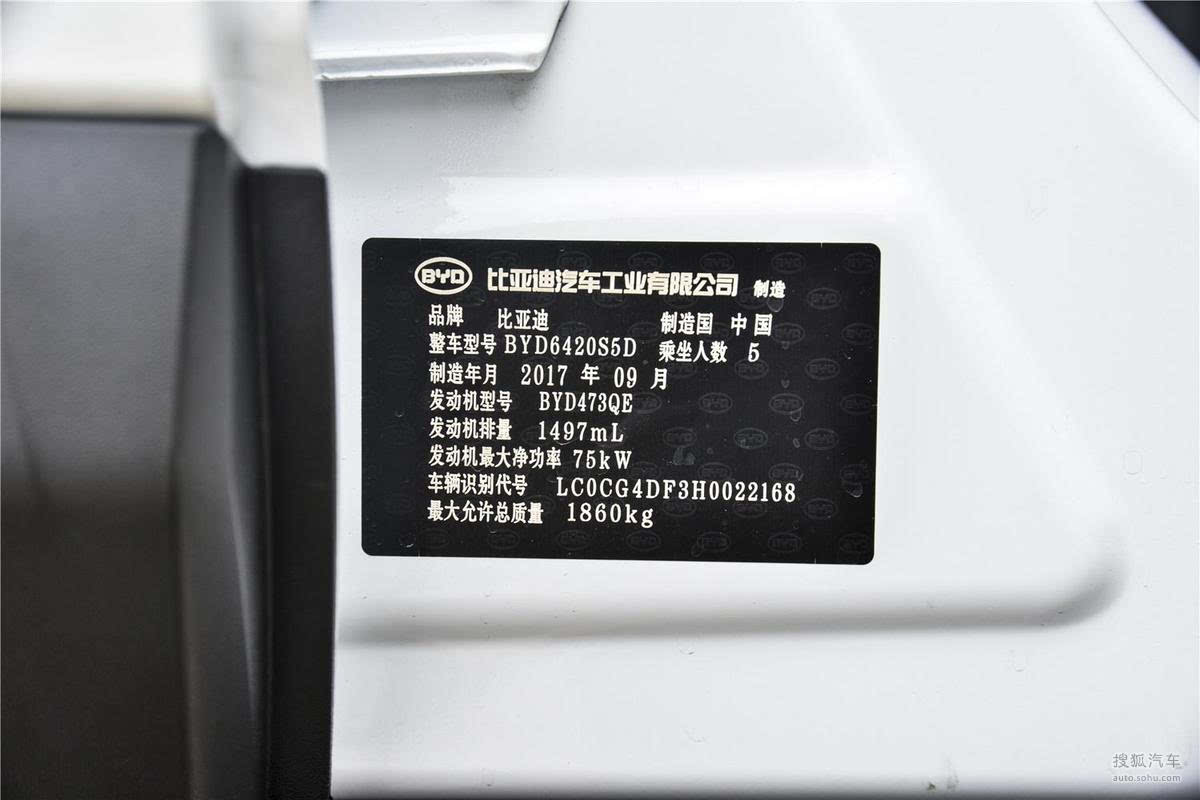 BYD 比亚迪汽车工业有限公司 制造
品牌 比亚迪 制造国 中国
整车型号 BYD6420S5D 乘坐人数 5
制造年月 2017 年 09 月
发动机型号 BYD473QE
发动机排量 1497mL
发动机最大净功率 75kW
车辆识别代号 LC0CG4DF3H0022168
最大允许总质量 1860kg
搜狐汽车
auto.sohu.com